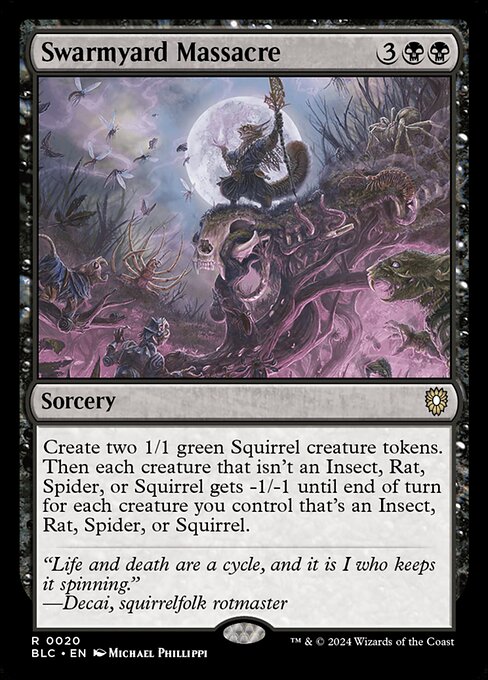 Swarmyard Massacre 3
Sorcery
Create two 1/1 green Squirrel creature tokens.
Then each creature that isn't an Insect, Rat,
Spider, or Squirrel gets -1/-1 until end of turn
for each creature you control that's an Insect,
Rat, Spider, or Squirrel.
“Life and death are a cycle, and it is I who keeps
it spinning.”
—Decai, squirrelfolk rotmaster
R 0020
BLC • EN MICHAEL PHILLIPPI
™ & © 2024 Wizards of the Coast